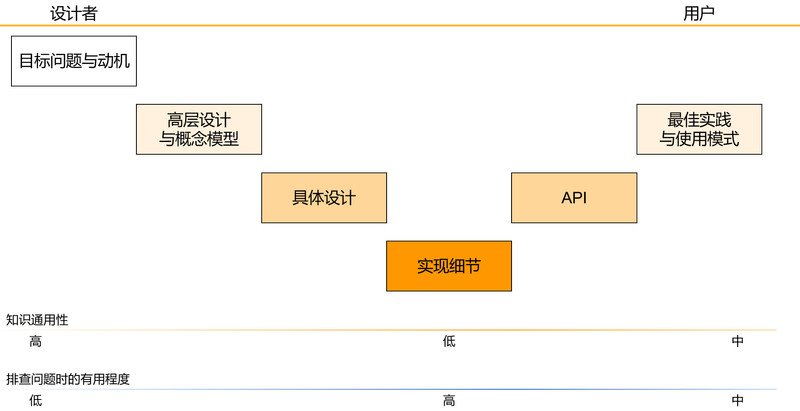 设计者
用户
目标问题与动机
高层设计
与概念模型
最佳实践
与使用模式
具体设计
API
实现细节
知识通用性
高
低
中
排查问题时的有用程度
低
高
中